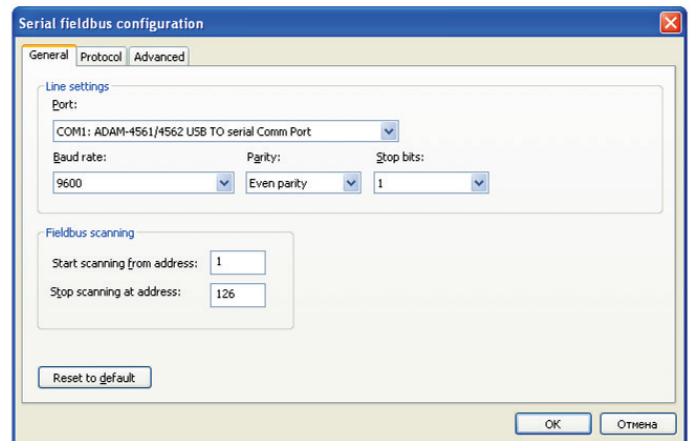 Serial fieldbus configuration
General Protocol Advanced
Line settings
Port:
COM1: ADAM-4561/4562 USB TO serial Comm Port
Baud rate: Parity: Stop bits:
9600 Even parity 1
Fieldbus scanning
Start scanning from address: 1
Stop scanning at address: 126
Reset to default
OK Отмена